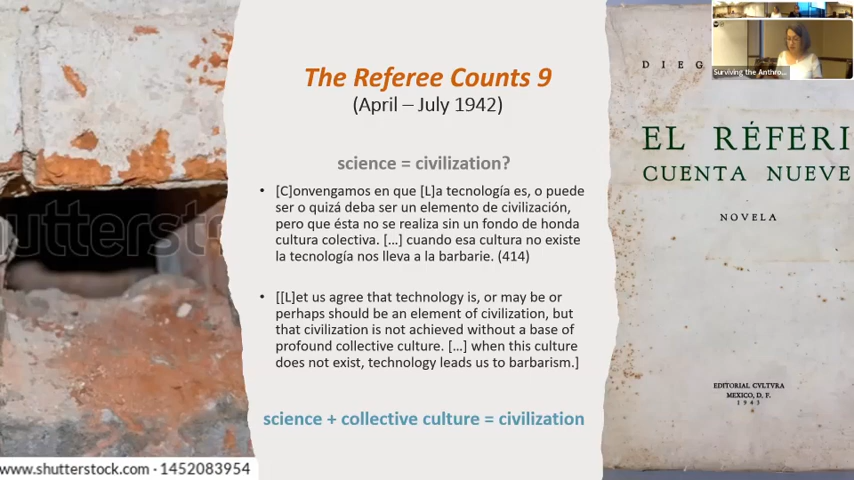 The Referee Counts 9
(April – July 1942)
science = civilization?
• [C]onvengamos en que [L]a tecnología es, o puede
ser o quizá deba ser un elemento de civilización,
pero que ésta no se realiza sin un fondo de honda
cultura colectiva. [...] cuando esa cultura no existe
la tecnología nos lleva a la barbarie. (414)
• [[L]et us agree that technology is, or may be or
perhaps should be an element of civilization, but
that civilization is not achieved without a base of
profound collective culture. [...] when this culture
does not exist, technology leads us to barbarism.]
science + collective culture = civilization
DIEG
EL RÉFERI
CUENTA NUEVE
NOVELA
EDITORIAL CVLTVRA
MEXICO, D. F.
1943
Surviving the Anthro...
utterst
www.shutterstock.com · 1452083954